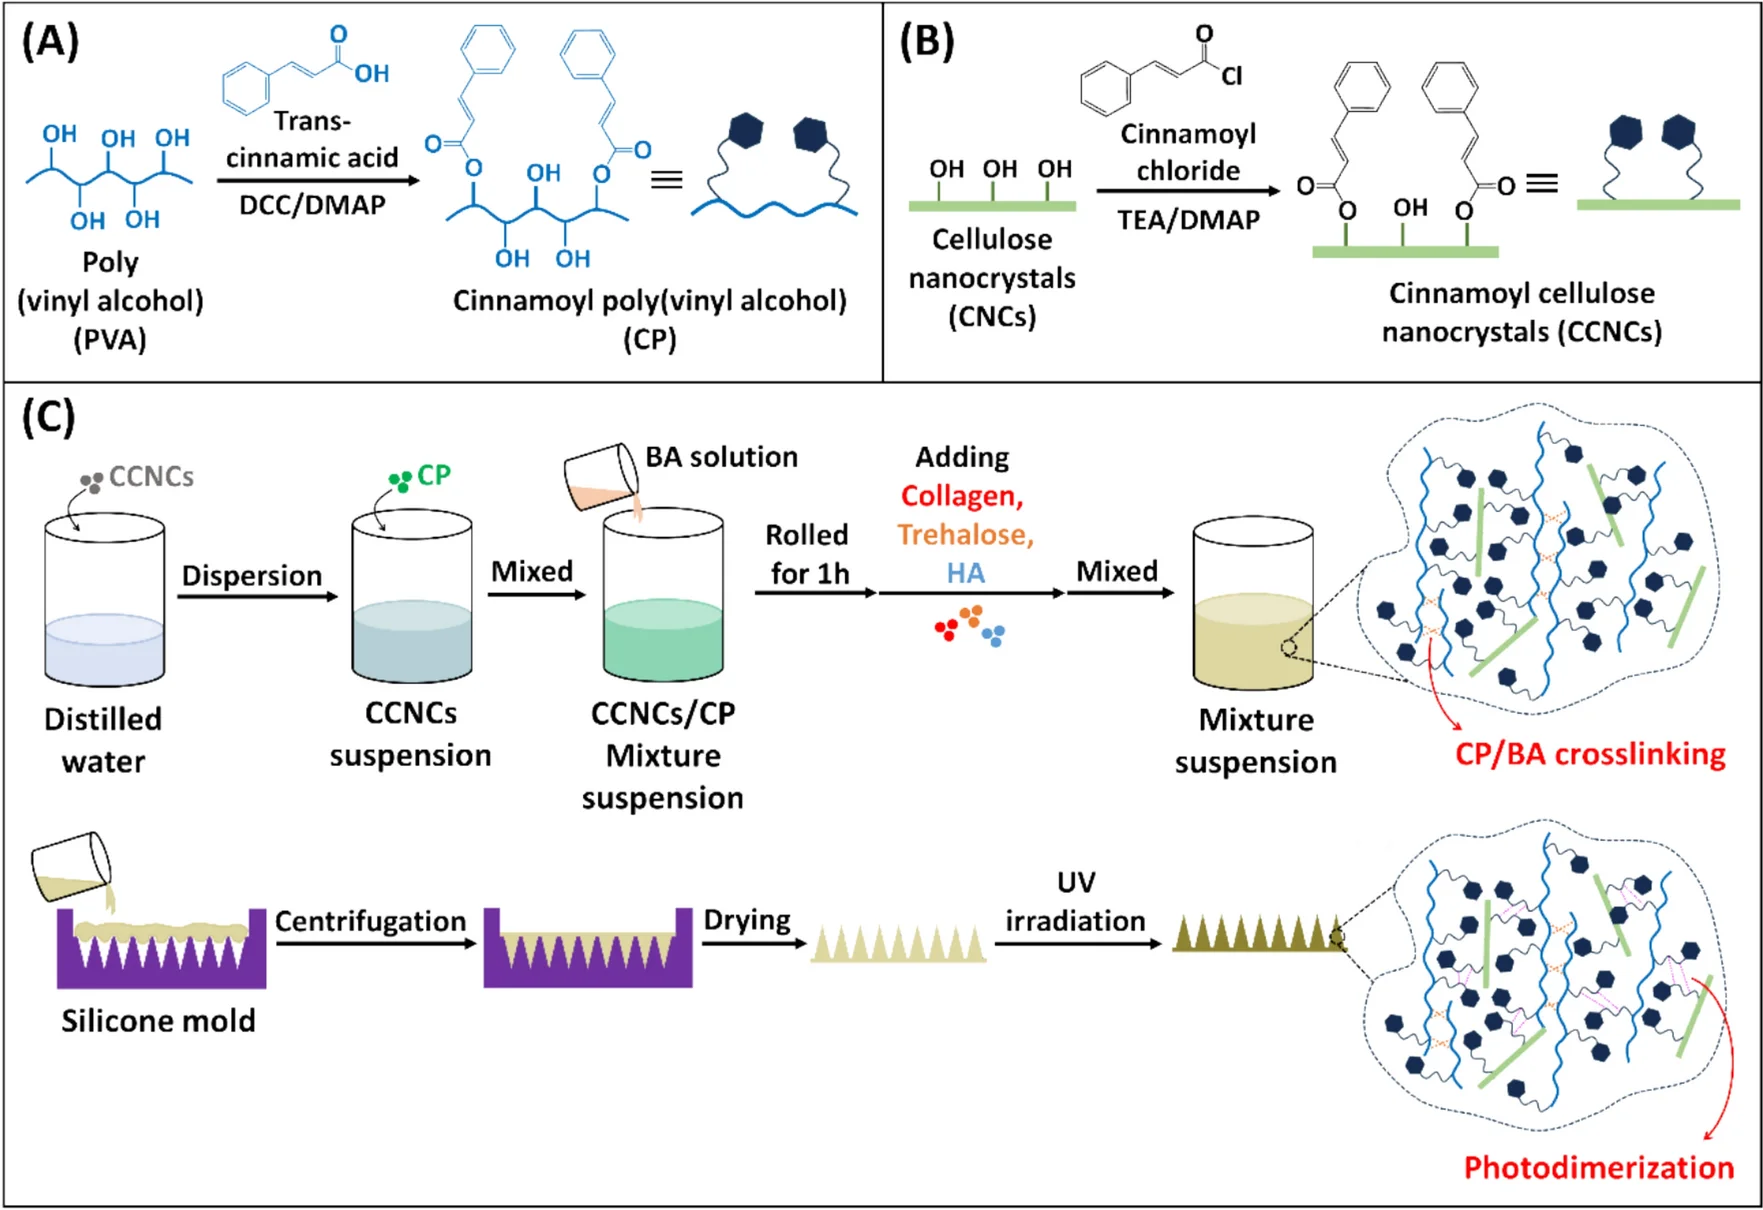 (A)
O
OH
Trans-
cinnamic acid
DCC/DMAP
OH
OH
OH
OH
OH
Poly
(vinyl alcohol)
(PVA)
O
O
O
O
OH
OH
OH
Cinnamoyl poly(vinyl alcohol)
(CP)
(B)
O
Cl
Cinnamoyl
chloride
TEA/DMAP
OH OH OH
Cellulose
nanocrystals
(CNCs)
O
O
O
O
OH
Cinnamoyl cellulose
nanocrystals (CCNCs)
(C)
CCNCs
Distilled
water
Dispersion
CP
CCNCs
suspension
Mixed
BA solution
CCNCs/CP
Mixture
suspension
Rolled
for 1h
Adding
Collagen,
Trehalose,
HA
Mixed
Mixture
suspension
CP/BA crosslinking
Silicone mold
Centrifugation
Drying
UV
irradiation
Photodimerization